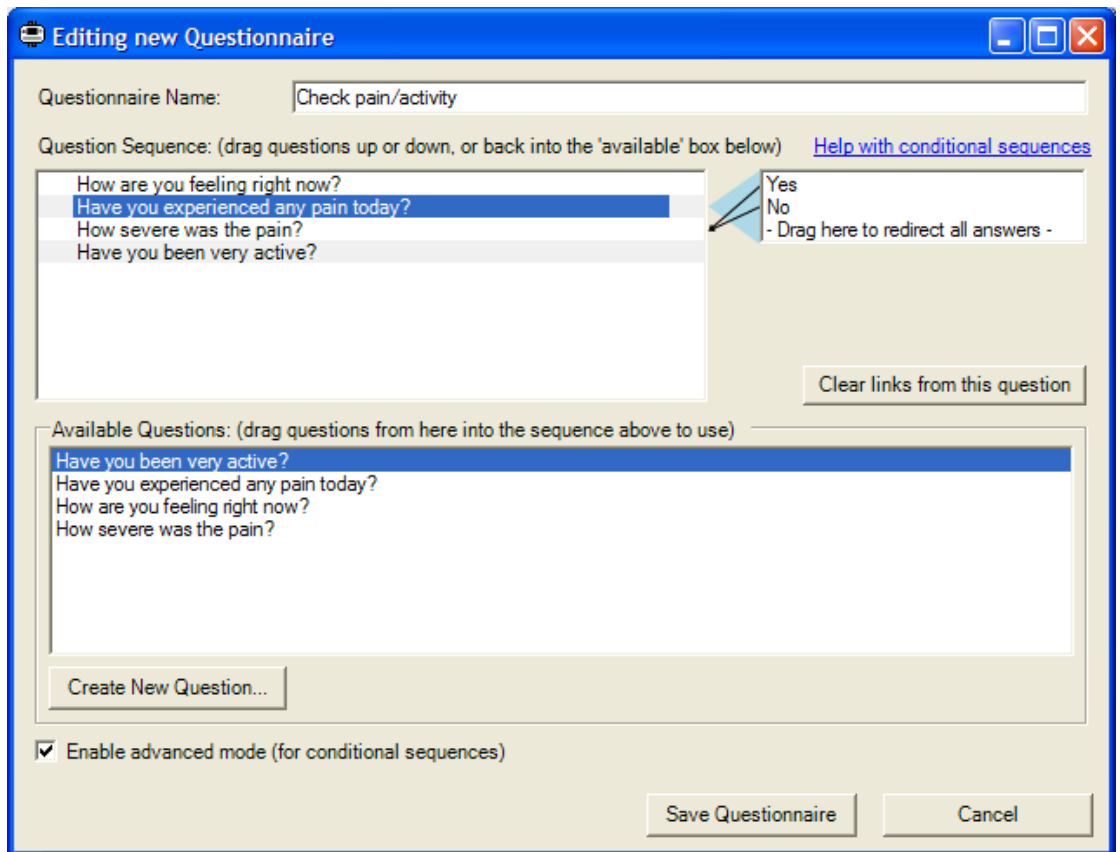 Editing new Questionnaire
Questionnaire Name: Check pain/activity
Question Sequence: (drag questions up or down, or back into the 'available' box below) Help with conditional sequences
How are you feeling right now?
Have you experienced any pain today?
How severe was the pain?
Have you been very active?
Yes
No
- Drag here to redirect all answers -
Clear links from this question
Available Questions: (drag questions from here into the sequence above to use)
Have you been very active?
Have you experienced any pain today?
How are you feeling right now?
How severe was the pain?
Create New Question...
Enable advanced mode (for conditional sequences)
Save Questionnaire Cancel